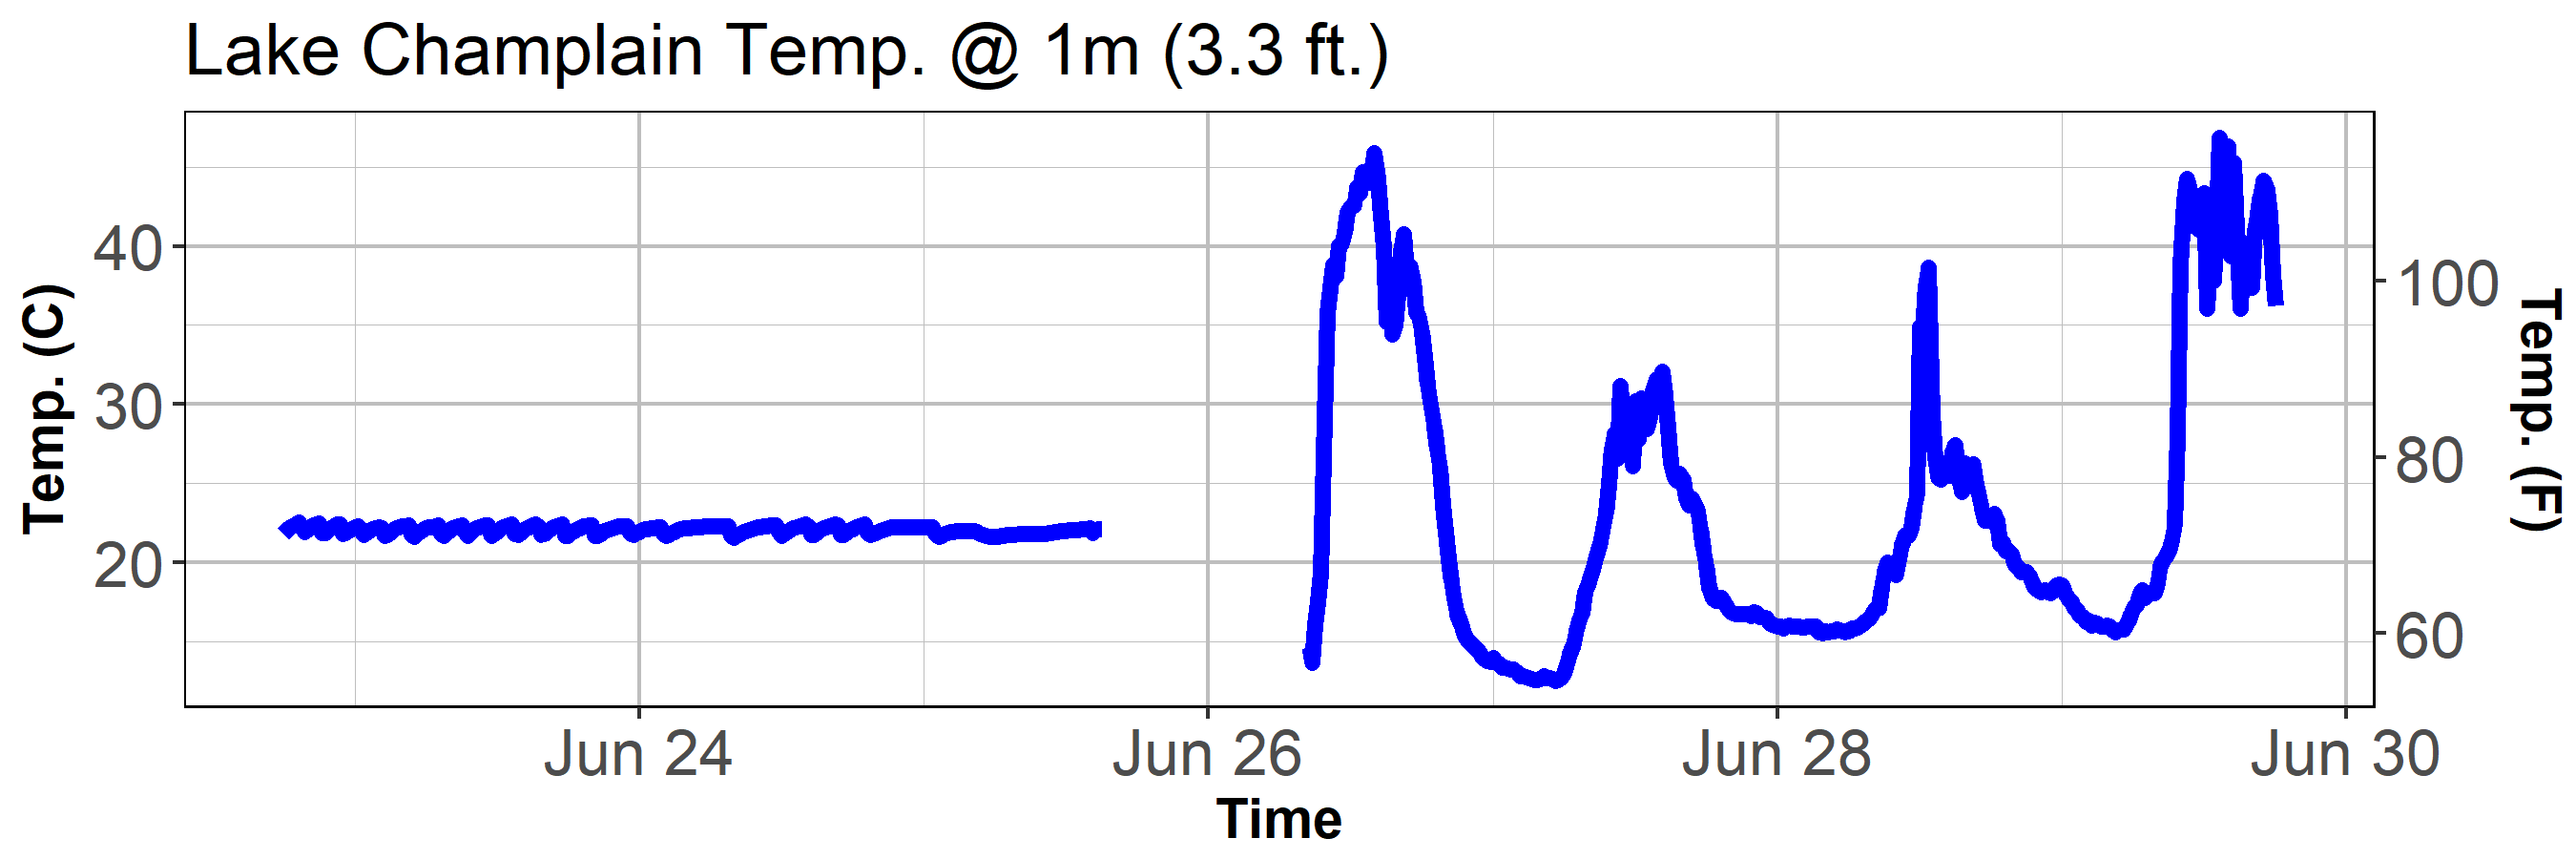 Lake Champlain Temp. @ 1m (3.3 ft.)
Temp. (C)
40
30
20
100
80
60
Temp. (F)
Jun 24 Jun 26 Jun 28 Jun 30
Time